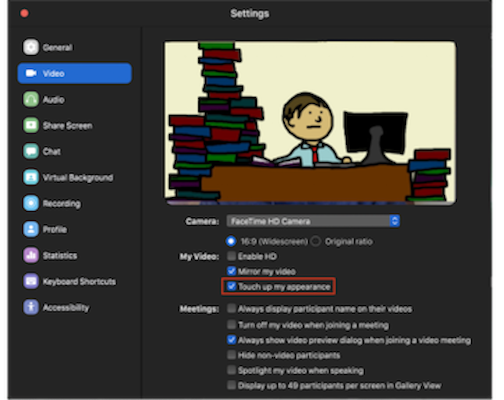 Settings
General
Video
Audio
Share Screen
Chat
Virtual Background
Recording
Profile
Statistics
Keyboard Shortcuts
Accessibility
Camera: FaceTime HD Camera
16:9 (Widescreen) Original ratio
My Video: Enable HD
Mirror my video
Touch up my appearance
Meetings: Always display participant name on their videos
Turn off my video when joining a meeting
Always show video preview dialog when joining a video meeting
Hide non-video participants
Spotlight my video when speaking
Display up to 49 participants per screen in Gallery View